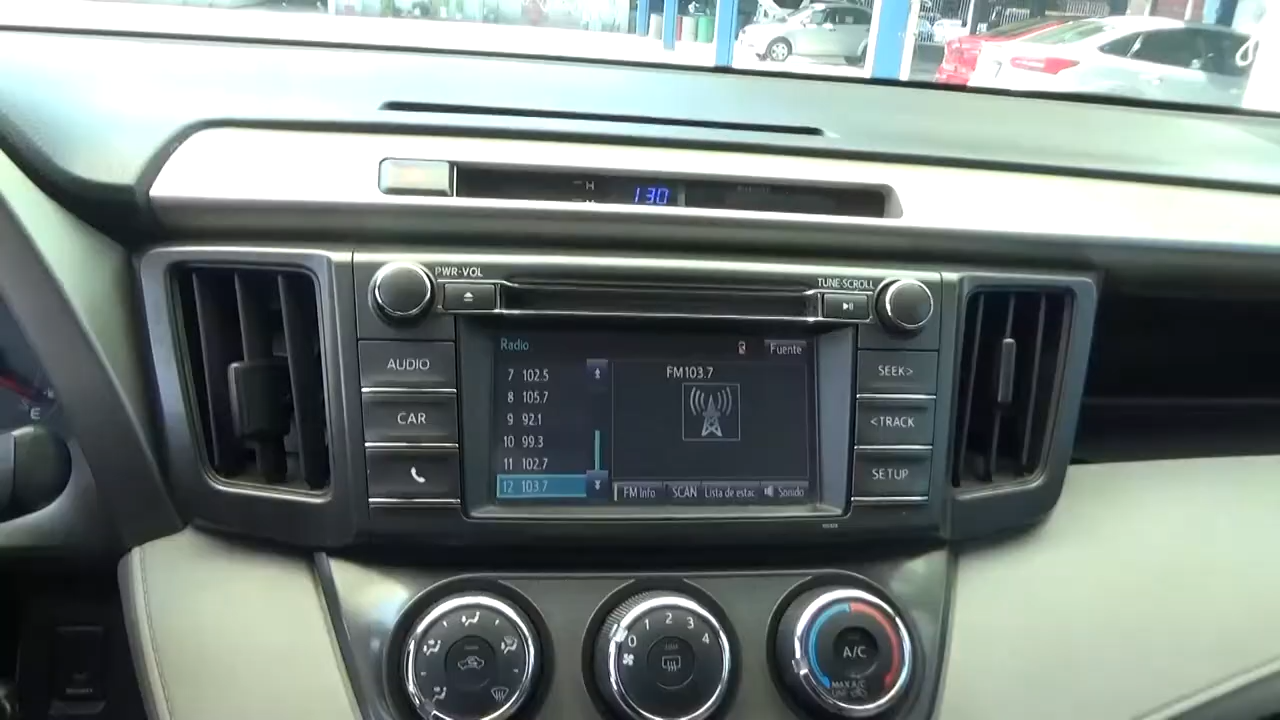 H
130
PWR·VOL
TUNE·SCROLL
AUDIO
CAR
Radio
Fuente
7 102.5
8 105.7
9 92.1
10 99.3
11 102.7
12 103.7
FM103.7
FM Info
SCAN
Lista de estac
Sonido
SEEK>
<TRACK
SETUP
E
0 1 2 3 4
A/C
MAX A/C